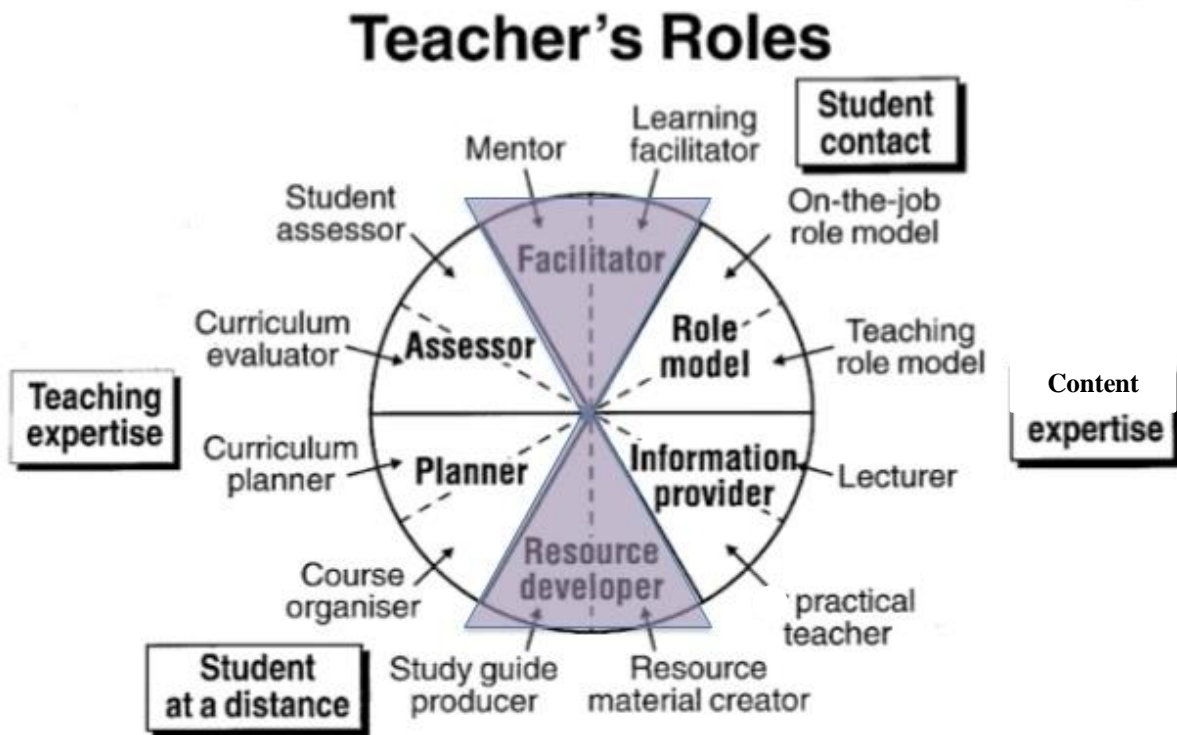 Teacher's Roles
Student
contact
Mentor
Learning
facilitator
Student
assessor
On-the-job
role model
Facilitator
Curriculum
evaluator
Assessor
Role
model
Teaching
role model
Teaching
expertise
Content
expertise
Curriculum
planner
Planner
Information
provider
Lecturer
Resource
developer
Course
organiser
practical
teacher
Student
at a distance
Study guide
producer
Resource
material creator